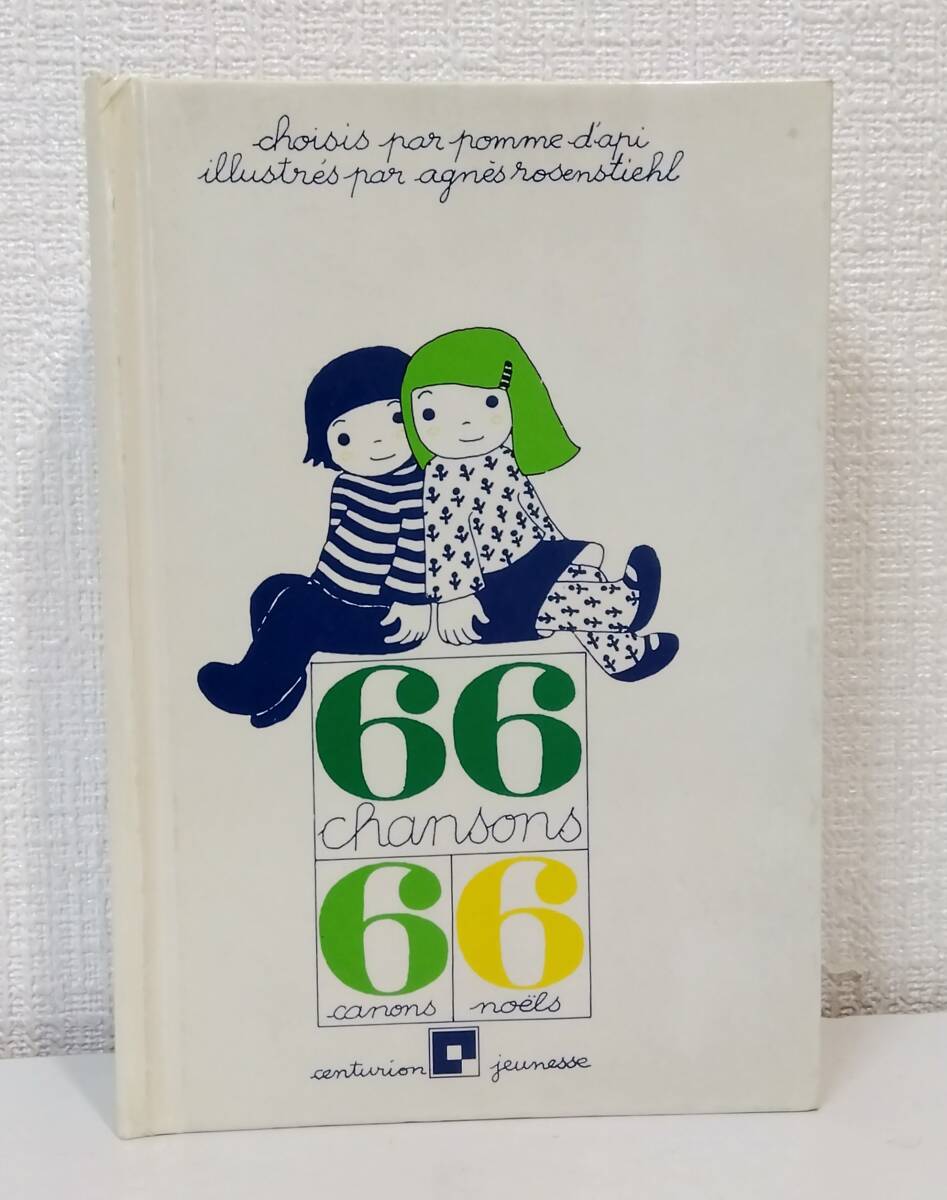 choisis par pomme d'api
illustrés par agnès rosenstiehl
66
chansons
6 6
canons noëls
centurion jeunesse